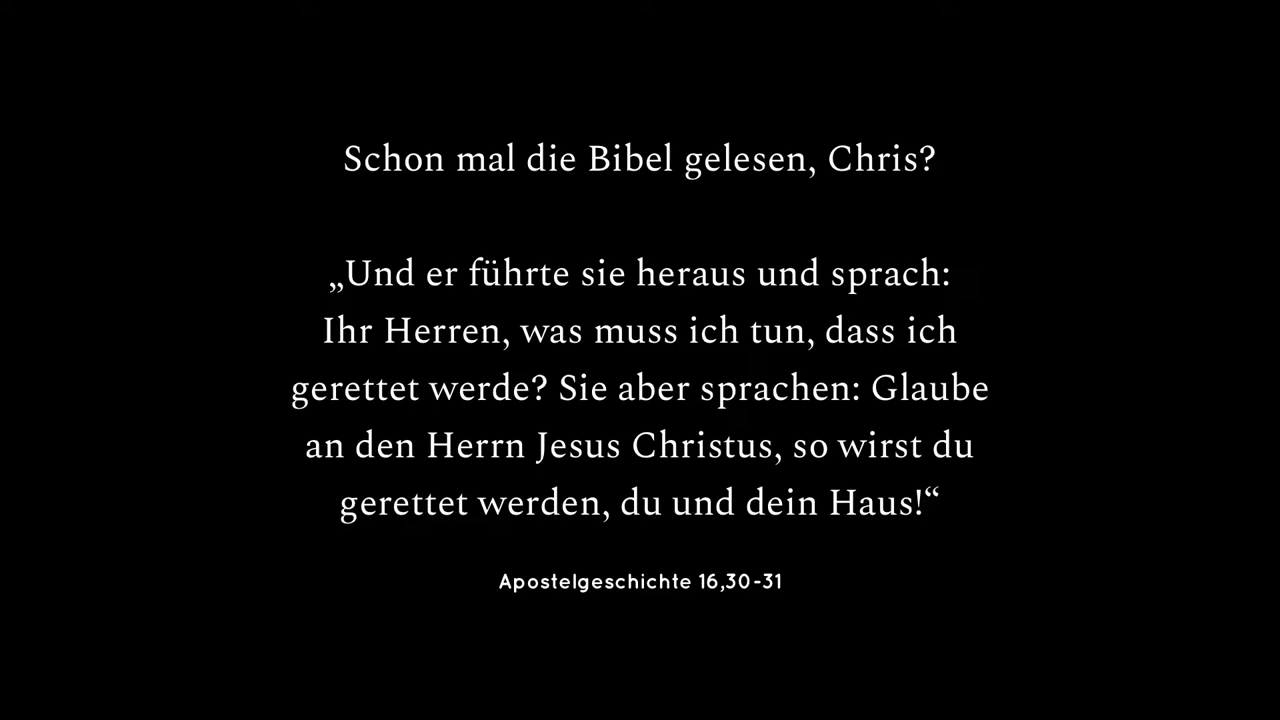 Schon mal die Bibel gelesen, Chris?
„Und er führte sie heraus und sprach:
Ihr Herren, was muss ich tun, dass ich
gerettet werde? Sie aber sprachen: Glaube
an den Herrn Jesus Christus, so wirst du
gerettet werden, du und dein Haus!“
Apostelgeschichte 16,30-31